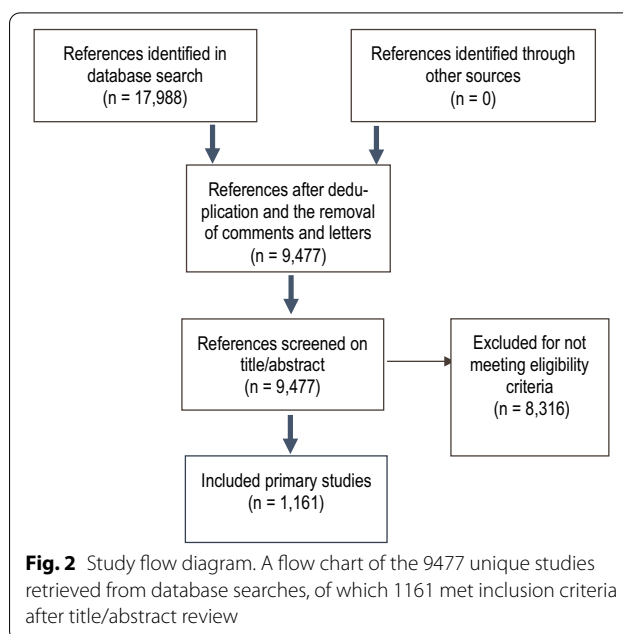 References identified in
database search
(n = 17,988)
References identified through
other sources
(n = 0)
References after dedu-
plication and the removal
of comments and letters
(n = 9,477)
References screened on
title/abstract
(n = 9,477)
Excluded for not
meeting eligibility
criteria
(n = 8,316)
Included primary studies
(n = 1,161)
Fig. 2 Study flow diagram. A flow chart of the 9477 unique studies
retrieved from database searches, of which 1161 met inclusion criteria
after title/abstract review